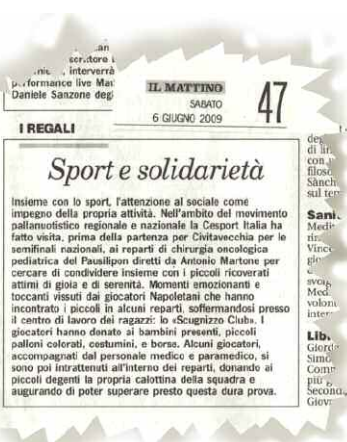 interverrà
performance live
Daniele Sanzone degli
IL MATTINO
SABATO
6 GIUGNO 2009
47
I REGALI
Sport e solidarietà
Insieme con lo sport, l'attenzione al sociale come
impegno della propria attività. Nell'ambito del movimento
pallanuotistico regionale e nazionale la Cesport Italia ha
fatto visita, prima della partenza per Civitavecchia per le
semifinali nazionali, ai reparti di chirurgia oncologica
pediatrica del Pausilipon diretti da Antonio Martone per
cercare di condividere insieme con i piccoli ricoverati
attimi di gioia e di serenità. Momenti emozionanti e
toccanti vissuti dai giocatori Napoletani che hanno
incontrato i piccoli in alcuni reparti, soffermandosi presso
il centro di lavoro dei ragazzi: lo «Scugnizzo Club». I
giocatori hanno donato ai bambini presenti, piccoli
palloni colorati, costumini, e borse. Alcuni giocatori,
accompagnati dal personale medico e paramedico, si
sono poi intrattenuti all'interno dei reparti, donando ai
piccoli degenti la propria calottina della squadra e
augurando di poter superare presto questa dura prova.